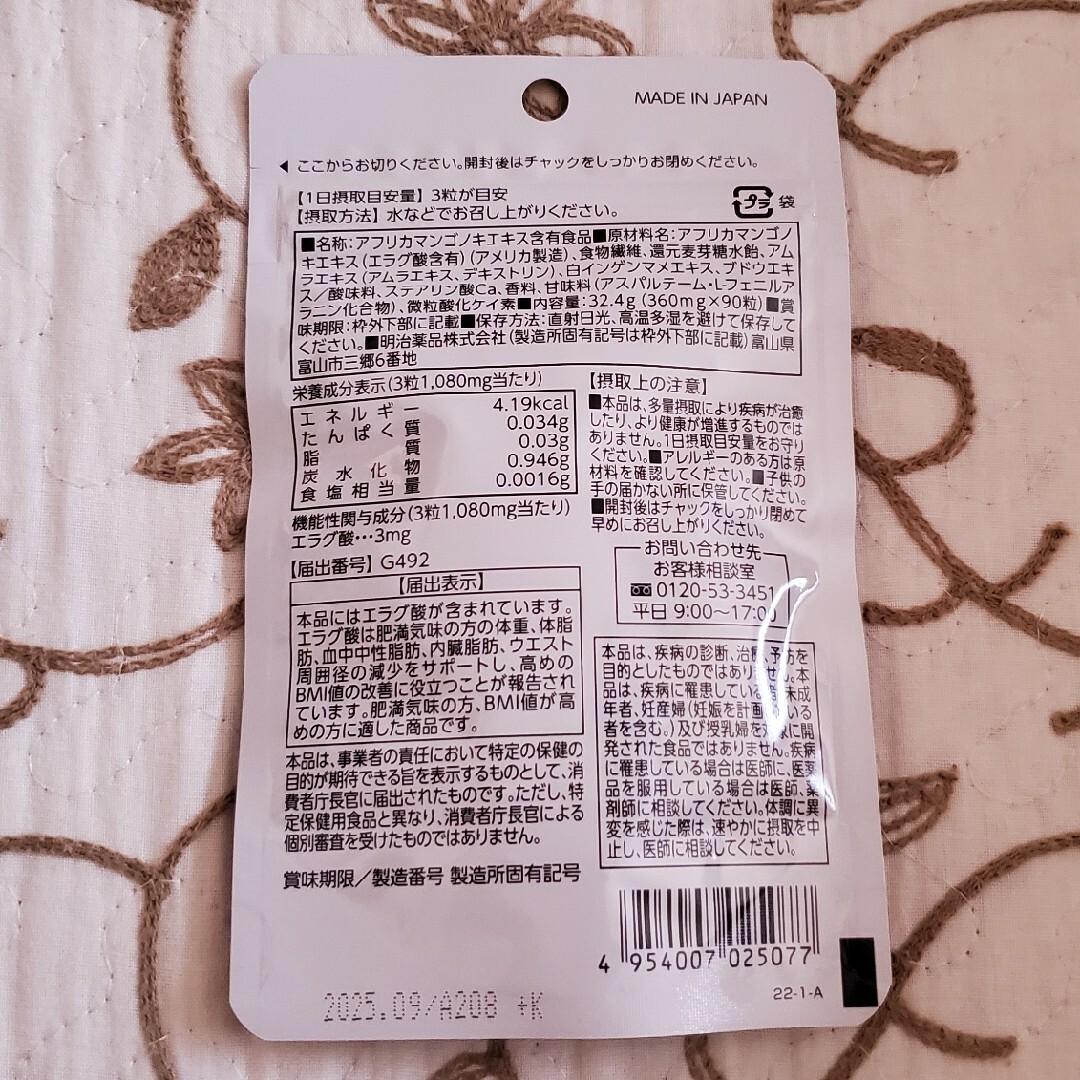 MADE IN JAPAN
◀ ここからお切りください。開封後はチャックをしっかりお閉めください。
【1日摂取目安量】 3粒が目安
【摂取方法】 水などでお召し上がりください。
プラ 袋
■名称:アフリカマンゴノキエキス含有食品■原材料名:アフリカマンゴノ
キエキス(エラグ酸含有)(アメリカ製造)、食物繊維、還元麦芽糖水飴、アム
ラエキス(アムラエキス、デキストリン)、白インゲンマメエキス、ブドウエキ
ス/酸味料、ステアリン酸Ca、香料、甘味料(アスパルテーム・L-フェニルア
ラニン化合物)、微粒酸化ケイ素■内容量:32.4g(360mg×90粒)■賞
味期限:枠外下部に記載■保存方法:直射日光、高温多湿を避けて保存して
ください。■明治薬品株式会社(製造所固有記号は枠外下部に記載)富山県
富山市三郷6番地
栄養成分表示(3粒1,080mg当たり)
エネルギー 4.19kcal
たんぱく質 0.034g
脂質 0.03g
炭水化物 0.946g
食塩相当量 0.0016g
機能性関与成分(3粒1,080mg当たり)
エラグ酸…3mg
【届出番号】 G492
【届出表示】
本品にはエラグ酸が含まれています。
エラグ酸は肥満気味の方の体重、体脂
肪、血中中性脂肪、内臓脂肪、ウエスト
周囲径の減少をサポートし、高めの
BMI値の改善に役立つことが報告され
ています。肥満気味の方、BMI値が高
めの方に適した商品です。
本品は、事業者の責任において特定の保健の
目的が期待できる旨を表示するものとして、消
費者庁長官に届出されたものです。ただし、特
定保健用食品と異なり、消費者庁長官による
個別審査を受けたものではありません。
賞味期限/製造番号 製造所固有記号
2025.09/A208 +K
【摂取上の注意】
■本品は、多量摂取により疾病が治癒
したり、より健康が増進するものでは
ありません。1日摂取目安量をお守り
ください。■アレルギーのある方は原
材料を確認してください。■子供の
手の届かない所に保管してください。
■開封後はチャックをしっかり閉めて
早めにお召し上がりください。
お問い合わせ先
お客様相談室
0120-53-3451
平日 9:00〜17:00
本品は、疾病の診断、治療、予防を
目的としたものではありません。本
品は、疾病に罹患している者、未成
年者、妊産婦(妊娠を計画している
者を含む。)及び授乳婦を対象に開
発された食品ではありません。疾病
に罹患している場合は医師に、医薬
品を服用している場合は医師、薬
剤師に相談してください。体調に異
変を感じた際は、速やかに摂取を中
止し、医師に相談してください。
4 954007 025077
22-1-A